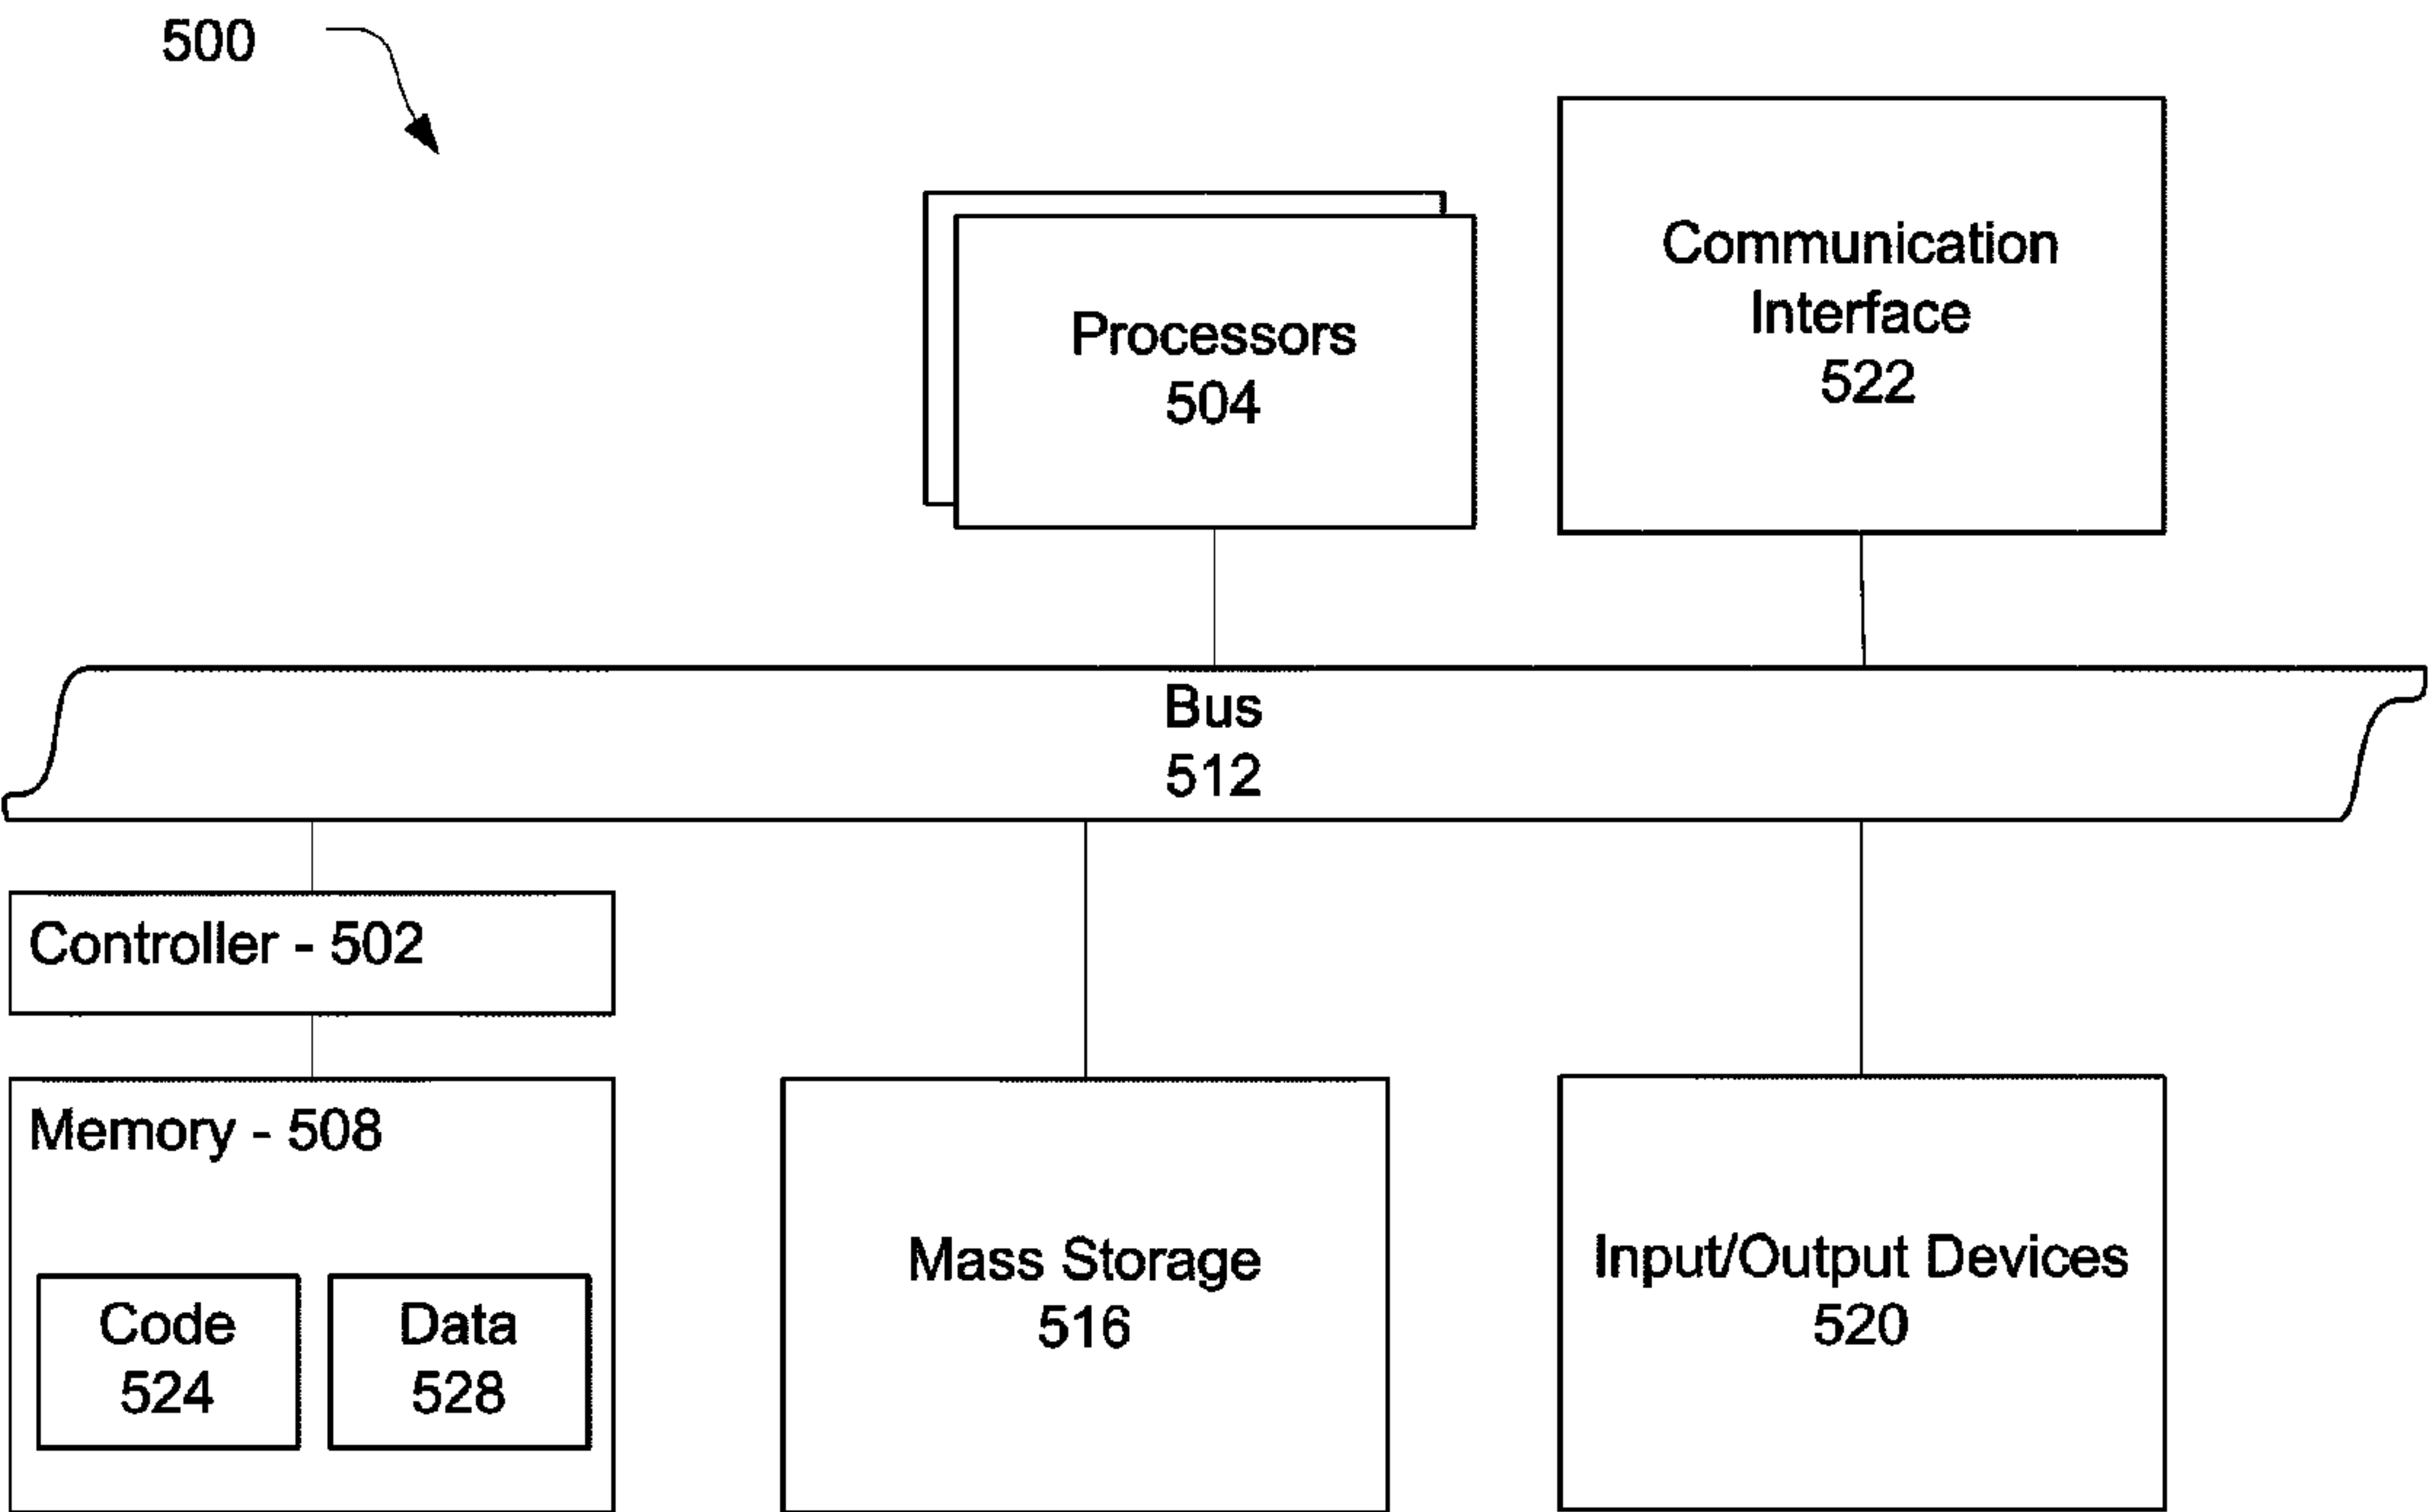 500
Communication
Interface
522
Processors
504
Bus
512
Controller - 502
Memory - 508
Code
524
Data
528
Mass Storage
516
Input/Output Devices
520